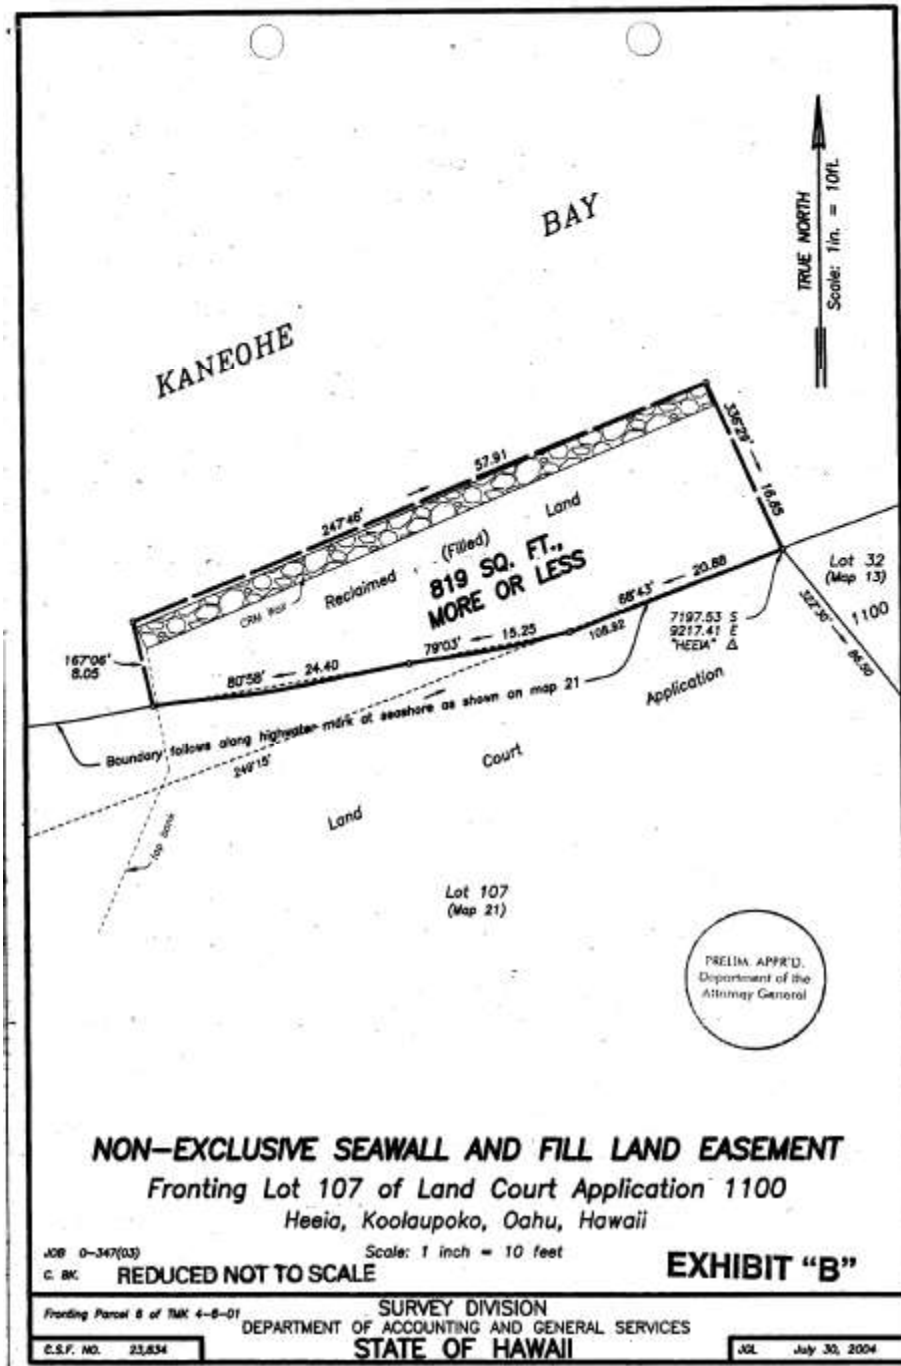 BAY
KANEOHE
TRUE NORTH
Scale: 1in. = 10ft.
336°29' 16.85
247°46' 57.91
Reclaimed (Filled) Land
819 SQ. FT.,
MORE OR LESS
CRM Wall
167°06'
8.05
80°58' 24.40
79°03' 15.25
68°43' 20.88
108.92
249°15'
7197.53 S
9217.41 E
"HEEIA" Δ
Lot 32
(Map 13)
322°30' 86.50
1100
Boundary follows along highwater mark at seashore as shown on map 21
Land Court Application
top bank
Lot 107
(Map 21)
PRELIM. APPR'D.
Department of the
Attorney General
NON-EXCLUSIVE SEAWALL AND FILL LAND EASEMENT
Fronting Lot 107 of Land Court Application 1100
Heeia, Koolaupoko, Oahu, Hawaii
JOB O-347(03)
Scale: 1 inch = 10 feet
C. BK.
REDUCED NOT TO SCALE
EXHIBIT "B"
Fronting Parcel 6 of TMK 4-6-01
SURVEY DIVISION
DEPARTMENT OF ACCOUNTING AND GENERAL SERVICES
STATE OF HAWAII
C.S.F. NO. 23,834
JGL July 30, 2004